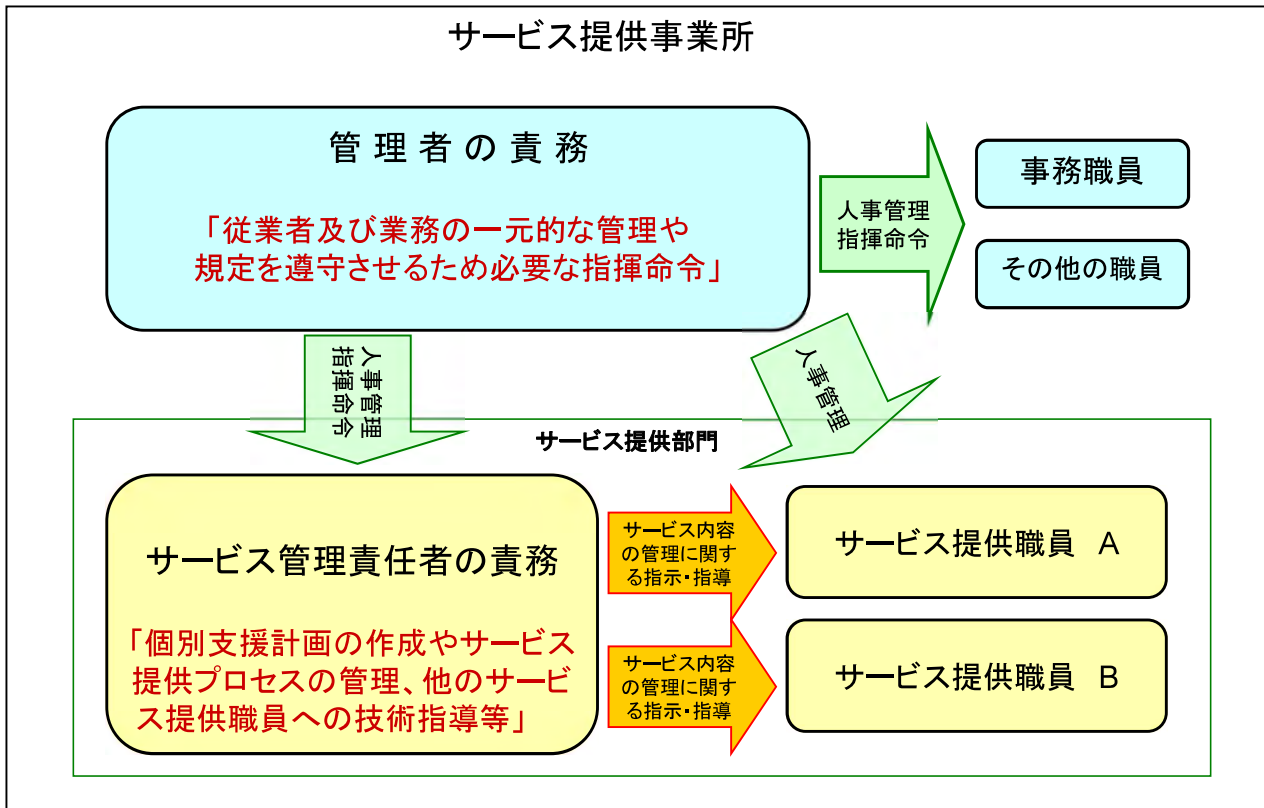 サービス提供事業所
管理者の責務
「従業者及び業務の一元的な管理や
規定を遵守させるため必要な指揮命令」
人事管理
指揮命令
事務職員
その他の職員
人事管理
指揮命令
人事管理
サービス提供部門
サービス管理責任者の責務
「個別支援計画の作成やサービス
提供プロセスの管理、他のサービ
ス提供職員への技術指導等」
サービス内容
の管理に関す
る指示・指導
サービス提供職員 A
サービス内容
の管理に関す
る指示・指導
サービス提供職員 B